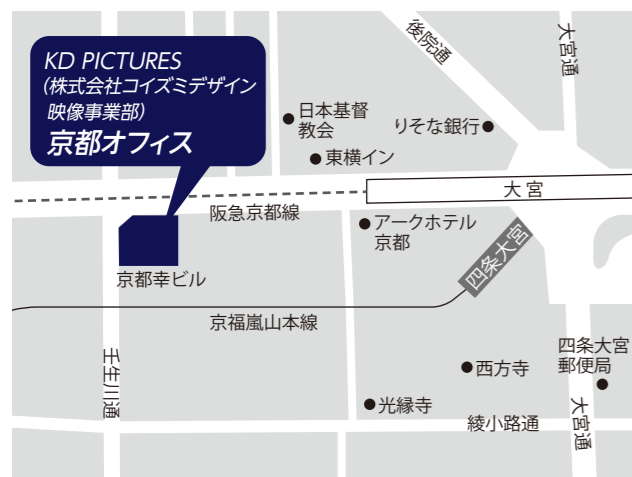 KD PICTURES
(株式会社コイズミデザイン
映像事業部)
京都オフィス
後院通
大宮通
日本基督
教会
りそな銀行
東横イン
大宮
阪急京都線
アークホテル
京都
四条大宮
京都幸ビル
京福嵐山本線
壬生川通
四条大宮
郵便局
西方寺
光縁寺
綾小路通
大宮通